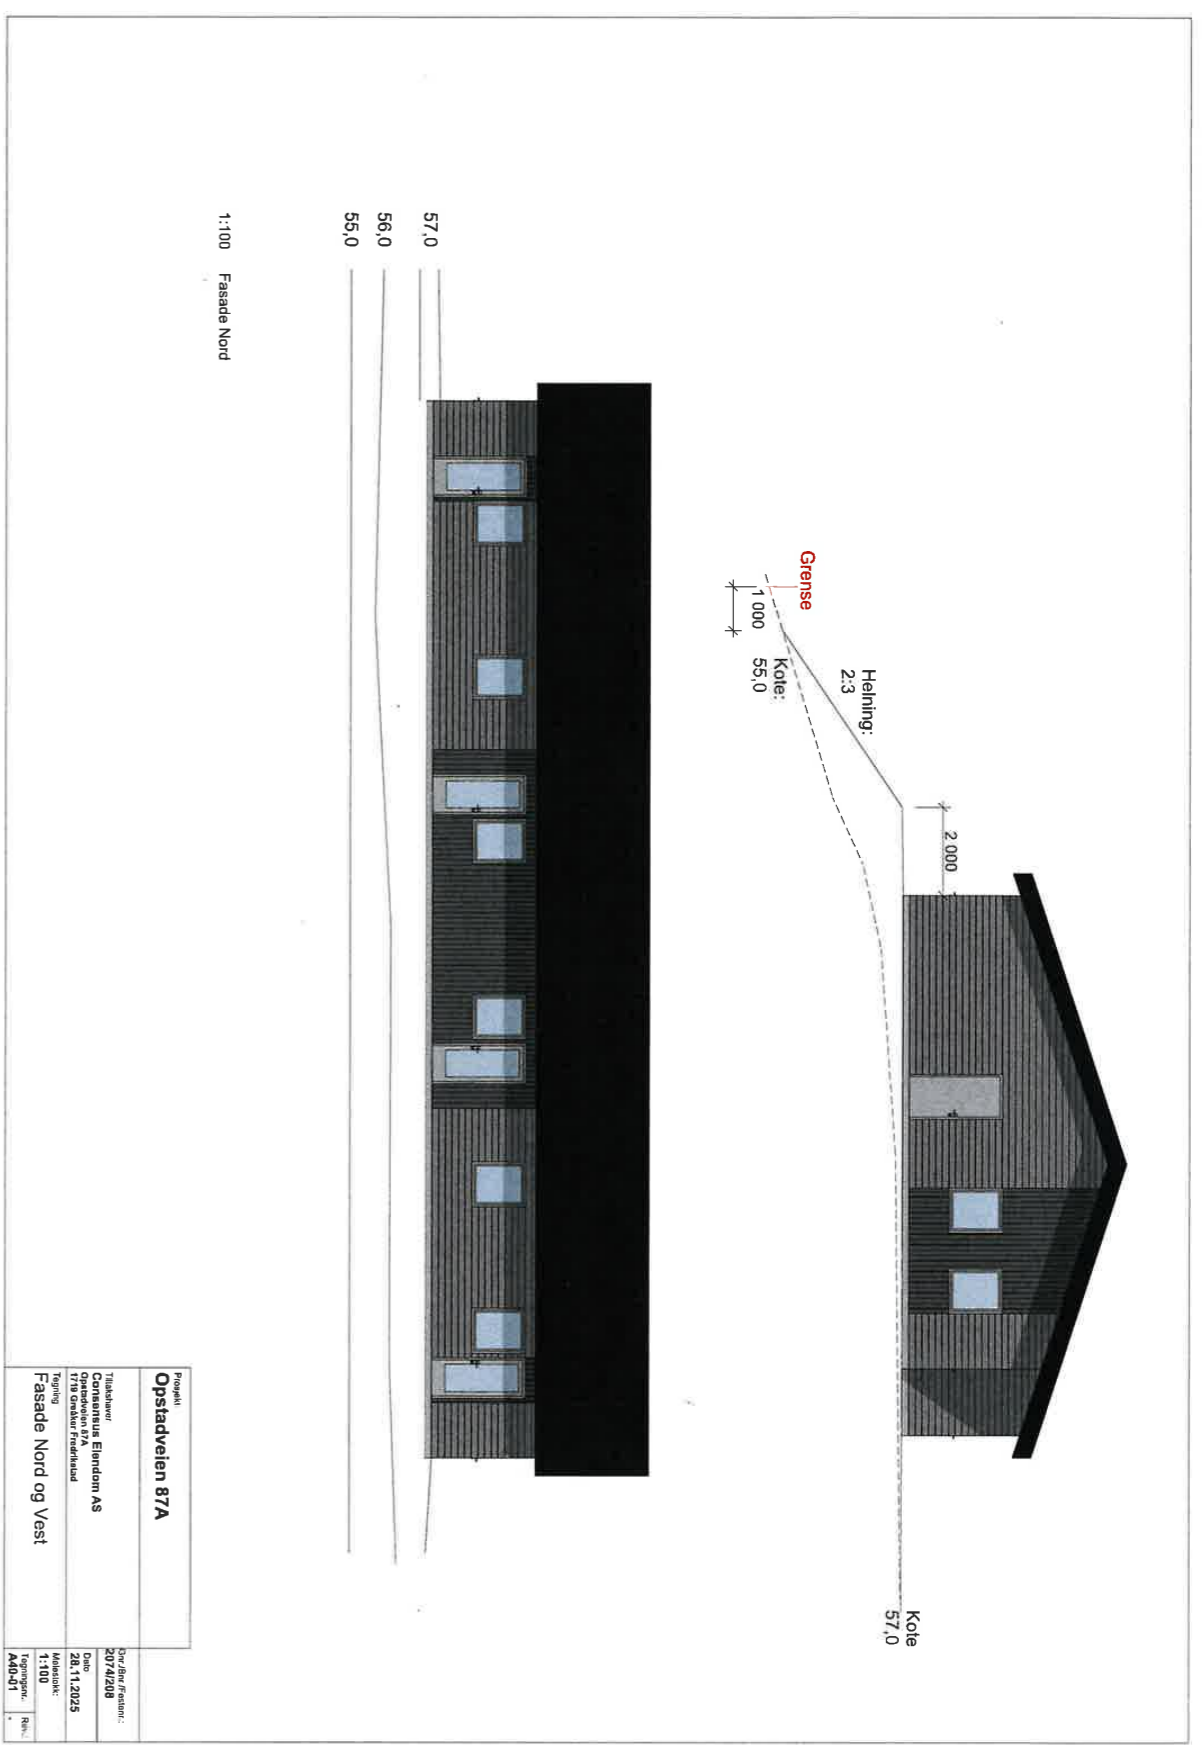 Grense
1 000
Kote:
55,0
Helning:
2:3
2 000
Kote
57,0
57,0
56,0
55,0
1:100 Fasade Nord
Prosjekt
Opstadveien 87A
Tiltakshaver
Consensus Eiendom AS
Opstadveien 87A
1719 Greåker Fredrikstad
Tegning
Fasade Nord og Vest
Gnr./Bnr./Festenr.:
2074/208
Dato
28.11.2025
Målestokk:
1:100
Tegningsnr.
A40-01
Rev.: